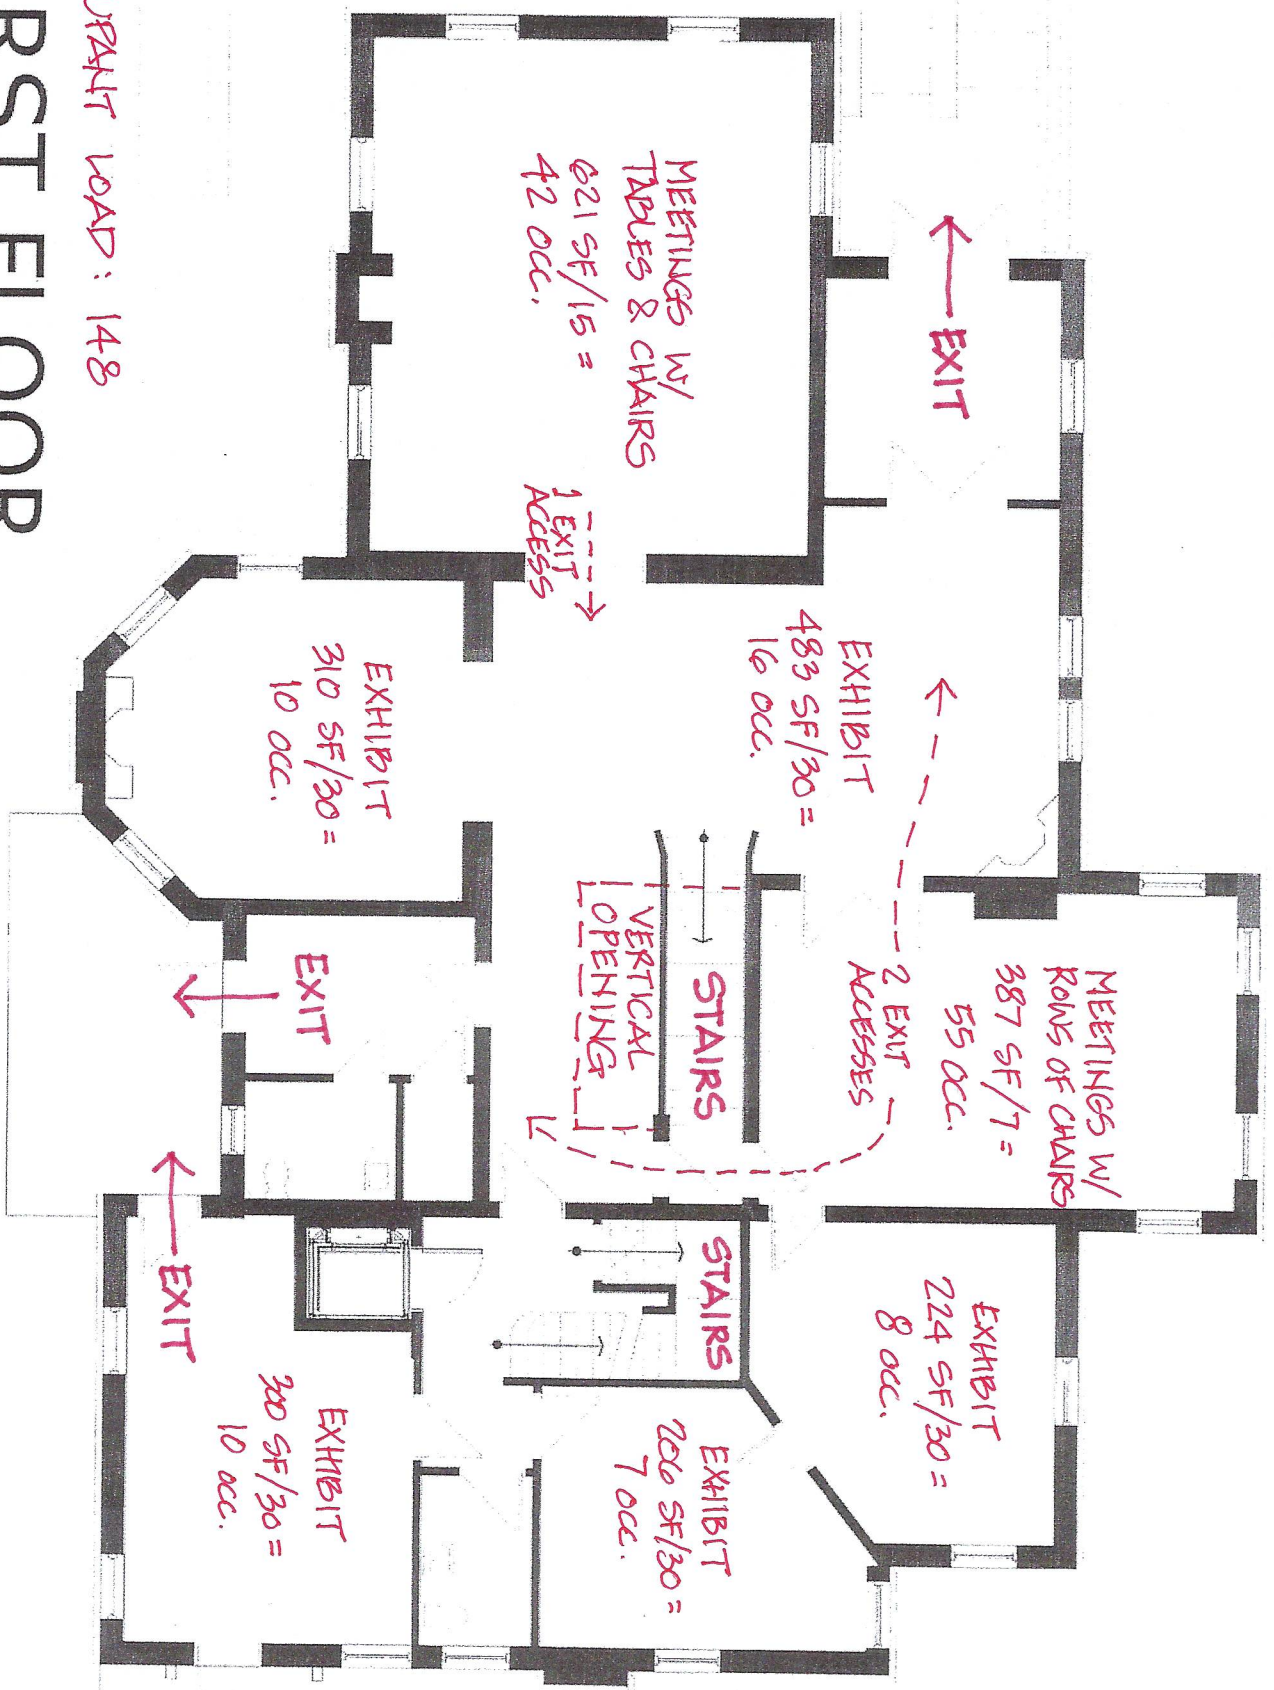 MEETINGS W/
ROWS OF CHAIRS
387 SF/7 =
55 OCC.
2 EXIT
ACCESSES
EXHIBIT
224 SF/30 =
8 OCC.
EXIT
EXHIBIT
483 SF/30 =
16 OCC.
STAIRS
VERTICAL
OPENING
STAIRS
EXHIBIT
206 SF/30 =
7 OCC.
MEETINGS W/
TABLES & CHAIRS
621 SF/15 =
42 OCC.
1 EXIT
ACCESS
EXHIBIT
310 SF/30 =
10 OCC.
EXIT
EXIT
EXHIBIT
300 SF/30 =
10 OCC.
UPANT LOAD: 148
RST FLOOR